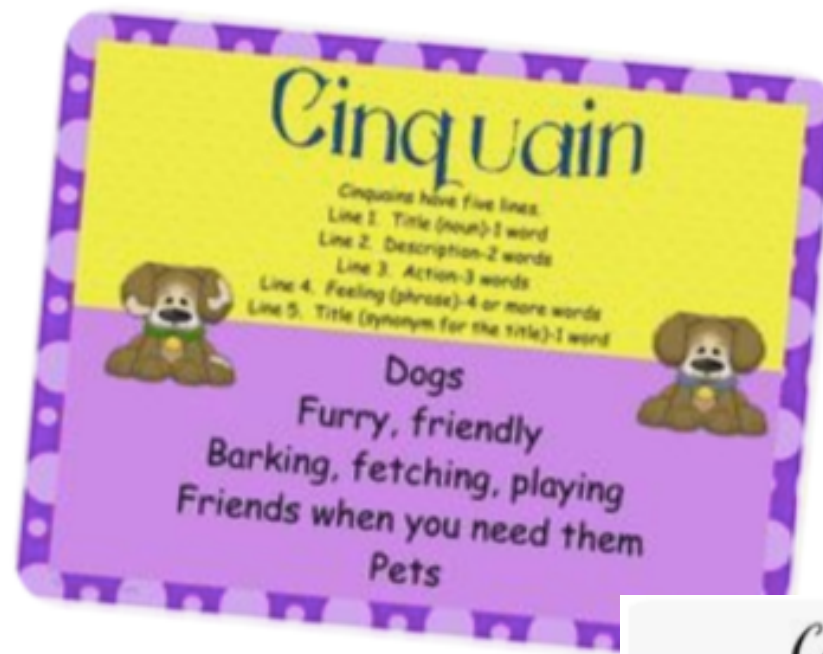 Cinquain
Cinquains have five lines.
Line 1. Title (noun)-1 word
Line 2. Description-2 words
Line 3. Action-3 words
Line 4. Feeling (phrase)-4 or more words
Line 5. Title (synonym for the title)-1 word
Dogs
Furry, friendly
Barking, fetching, playing
Friends when you need them
Pets